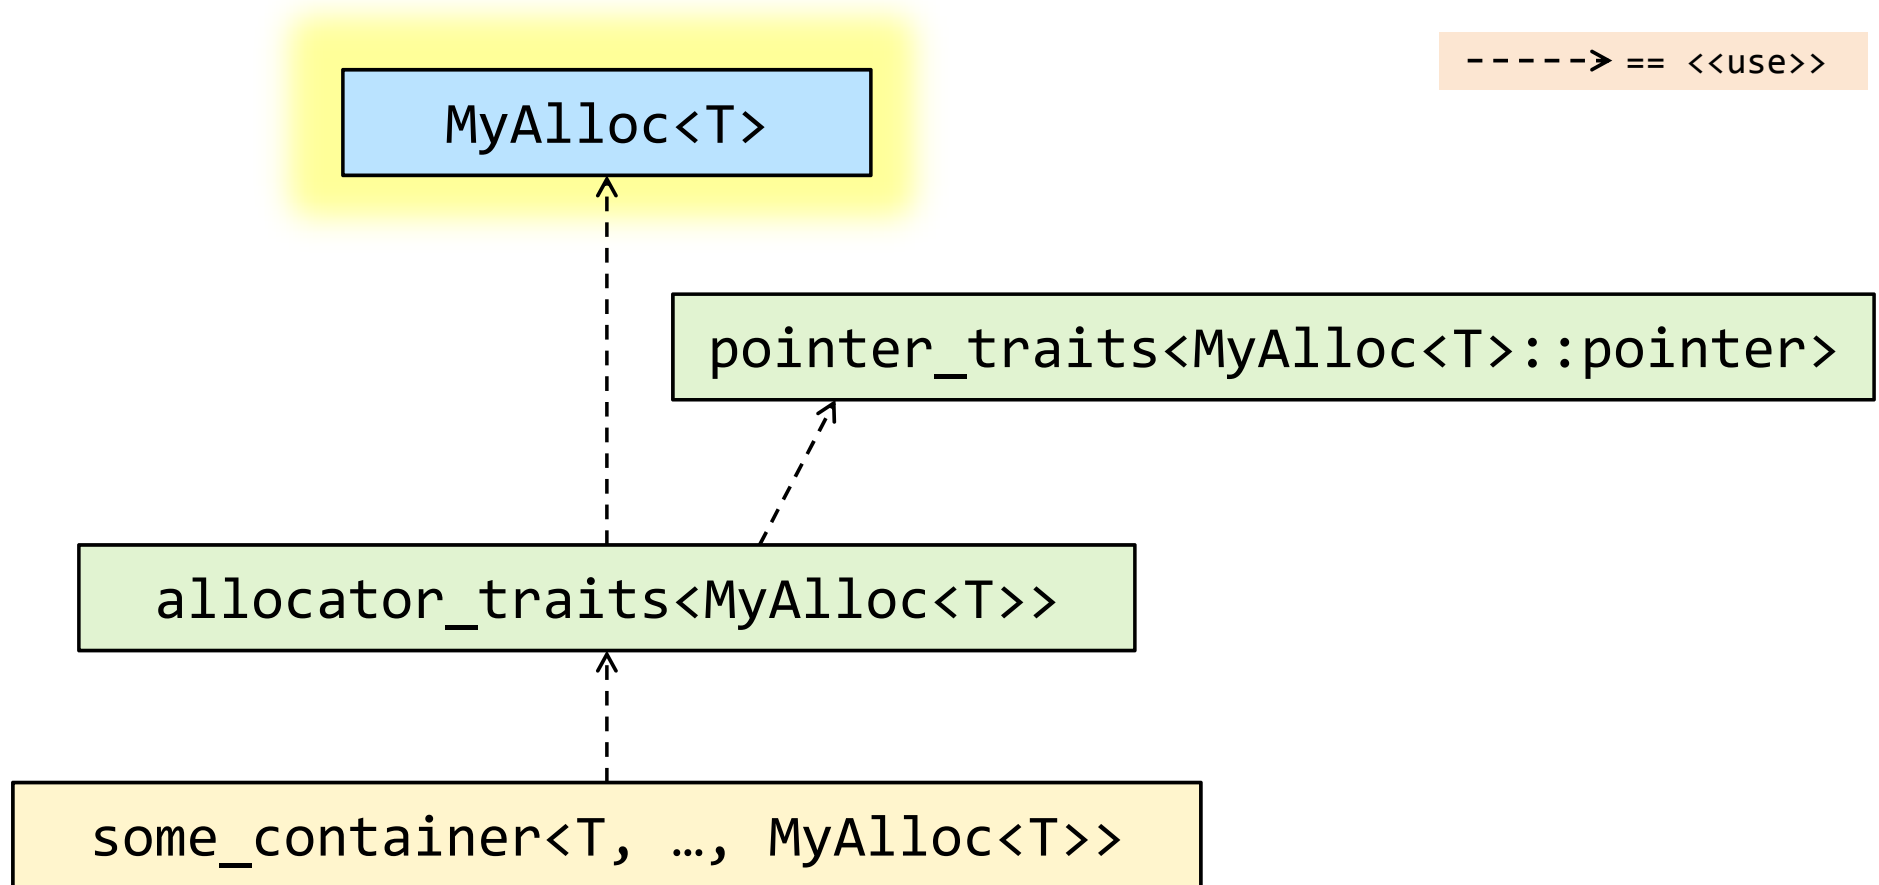 MyAlloc<T>
== <<use>>
pointer_traits<MyAlloc<T>::pointer>
allocator_traits<MyAlloc<T>>
some_container<T, …, MyAlloc<T>>